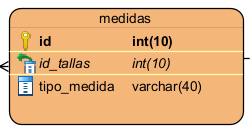 medidas
id int(10)
id_tallas int(10)
tipo_medida varchar(40)